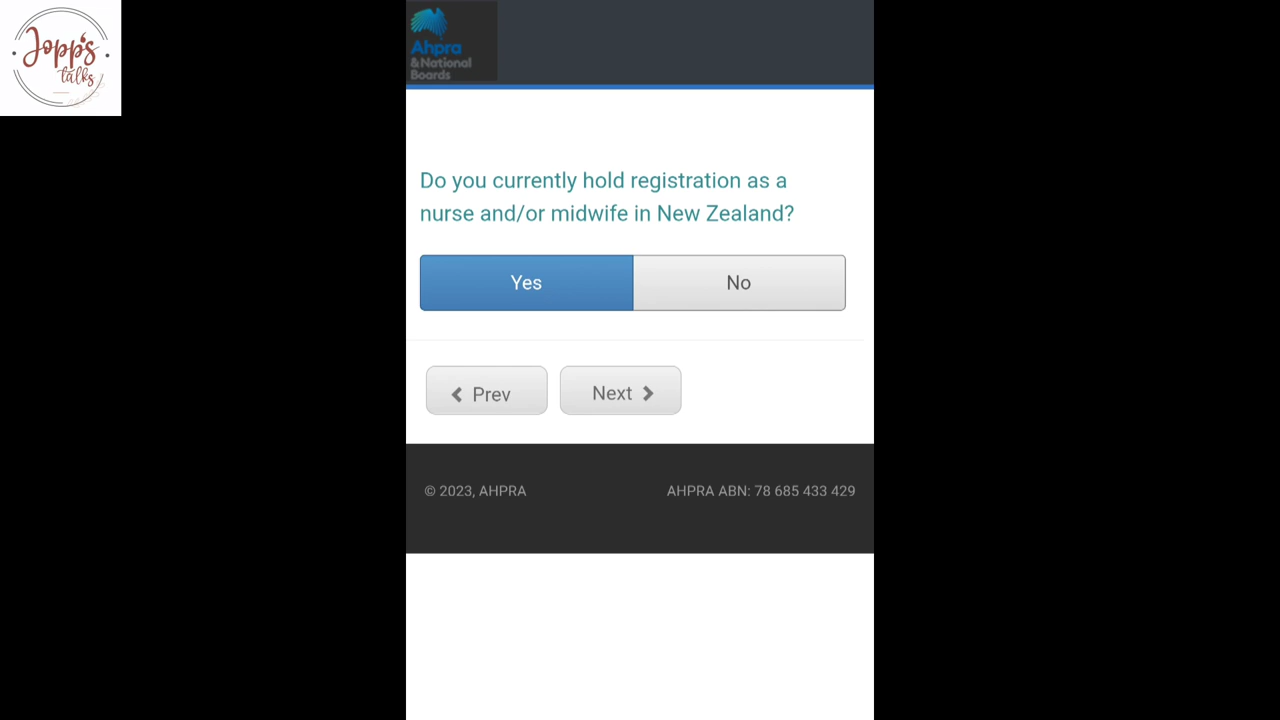 Jopp's
talks
Ahpra
& National
Boards
Do you currently hold registration as a
nurse and/or midwife in New Zealand?
Yes
No
Prev
Next
© 2023, AHPRA
AHPRA ABN: 78 685 433 429